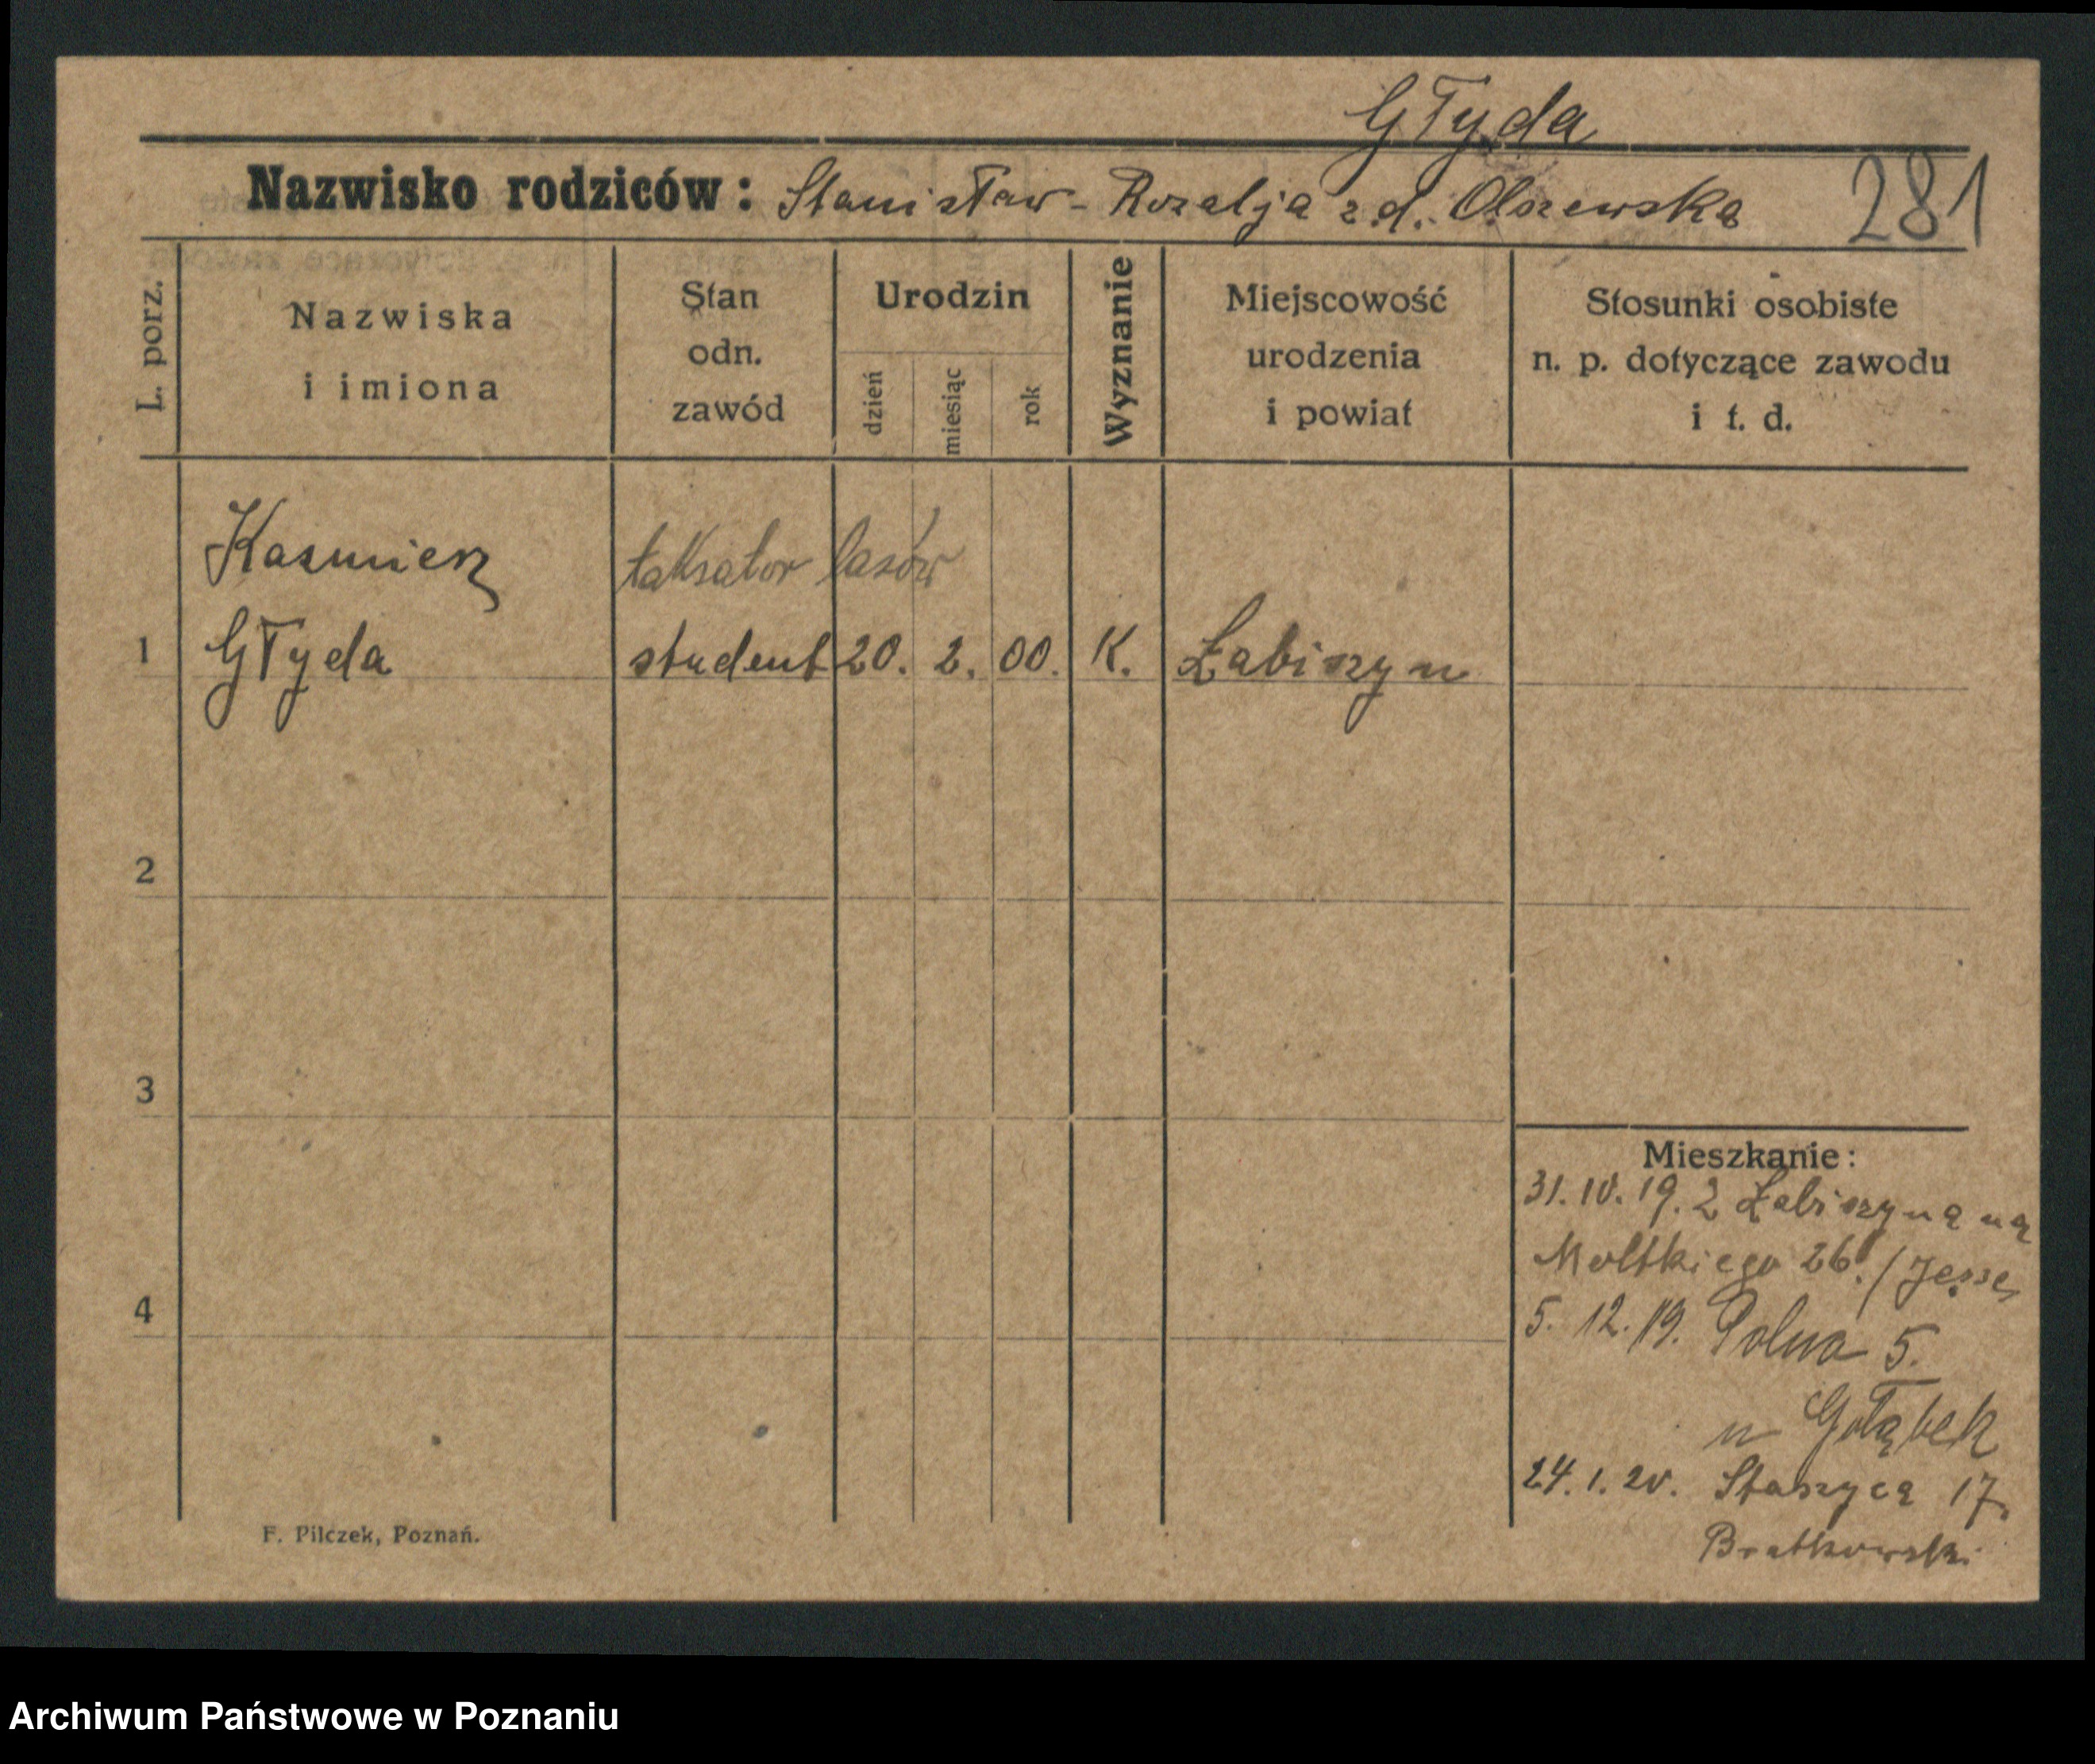 Głyda
Nazwisko rodziców: Stanisław - Rozalja z.d. Olszewska 281
L. porz.
Nazwiska
i imiona
Stan
odn.
zawód
Urodzin
dzień
miesiąc
rok
Wyznanie
Miejscowość
urodzenia
i powiat
Stosunki osobiste
n. p. dotyczące zawodu
i t. d.
Kazmierz taksator lasów
1 Głyda student 20. 2. 00. K. Łabiszyn
2
3
4
Mieszkanie:
31. 10. 19. z Łabiszyna na
Moltkiego 26. /
5. 12. 19. Polna 5.
u Gołąbek
24. 1. 20. Staszyca 17.
Bratkowski
F. Pilczek, Poznań.
Archiwum Państwowe w Poznaniu